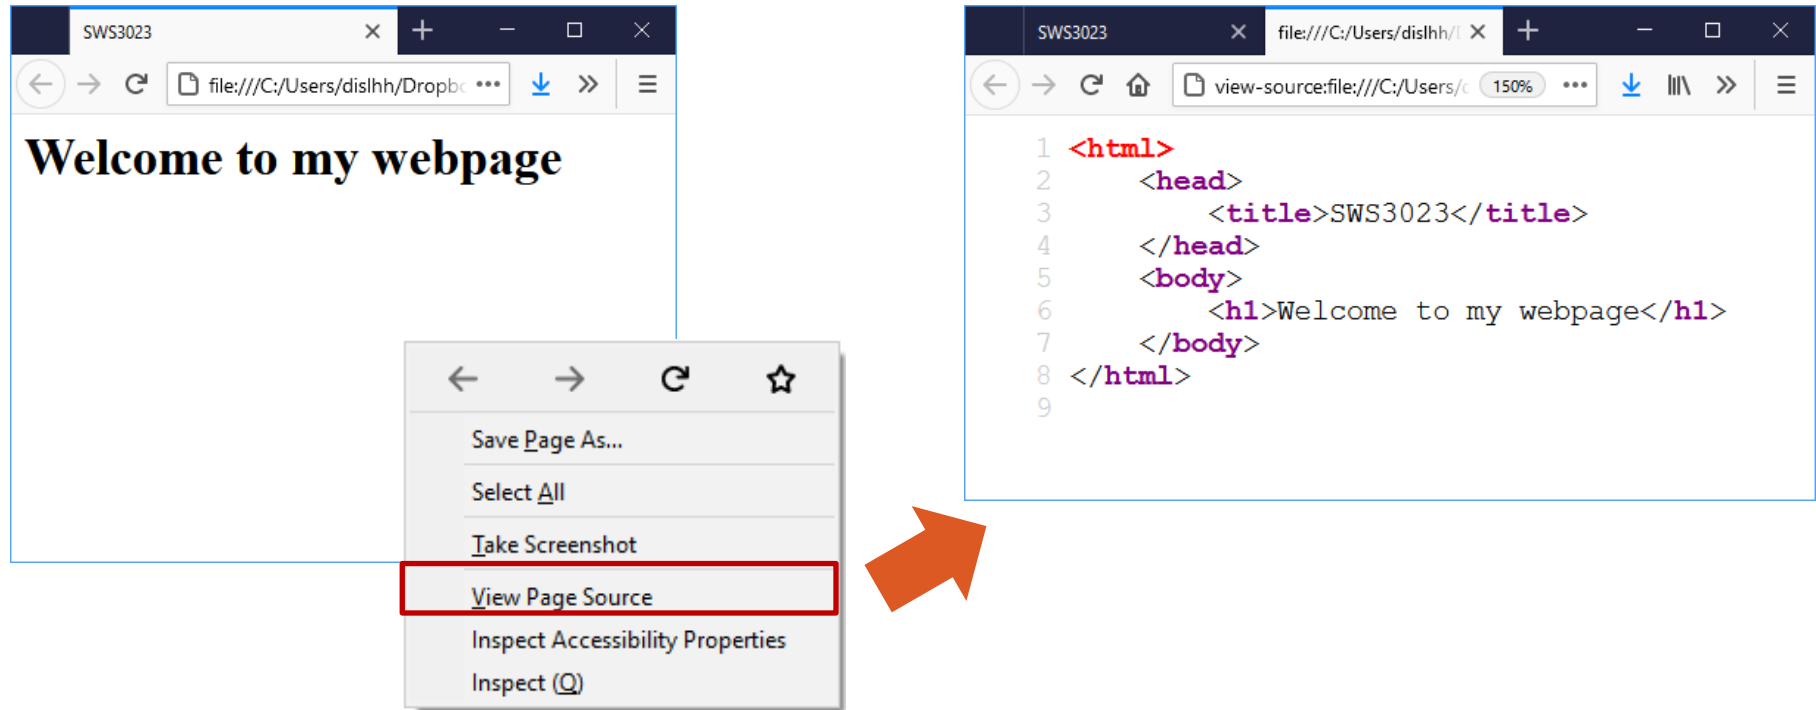 SWS3023
file:///C:/Users/dislhh/Dropbo
Welcome to my webpage
Save Page As...
Select All
Take Screenshot
View Page Source
Inspect Accessibility Properties
Inspect (Q)
SWS3023
file:///C:/Users/dislhh/
view-source:file:///C:/Users/
150%
1 <html>
2 <head>
3 <title>SWS3023</title>
4 </head>
5 <body>
6 <h1>Welcome to my webpage</h1>
7 </body>
8 </html>
9